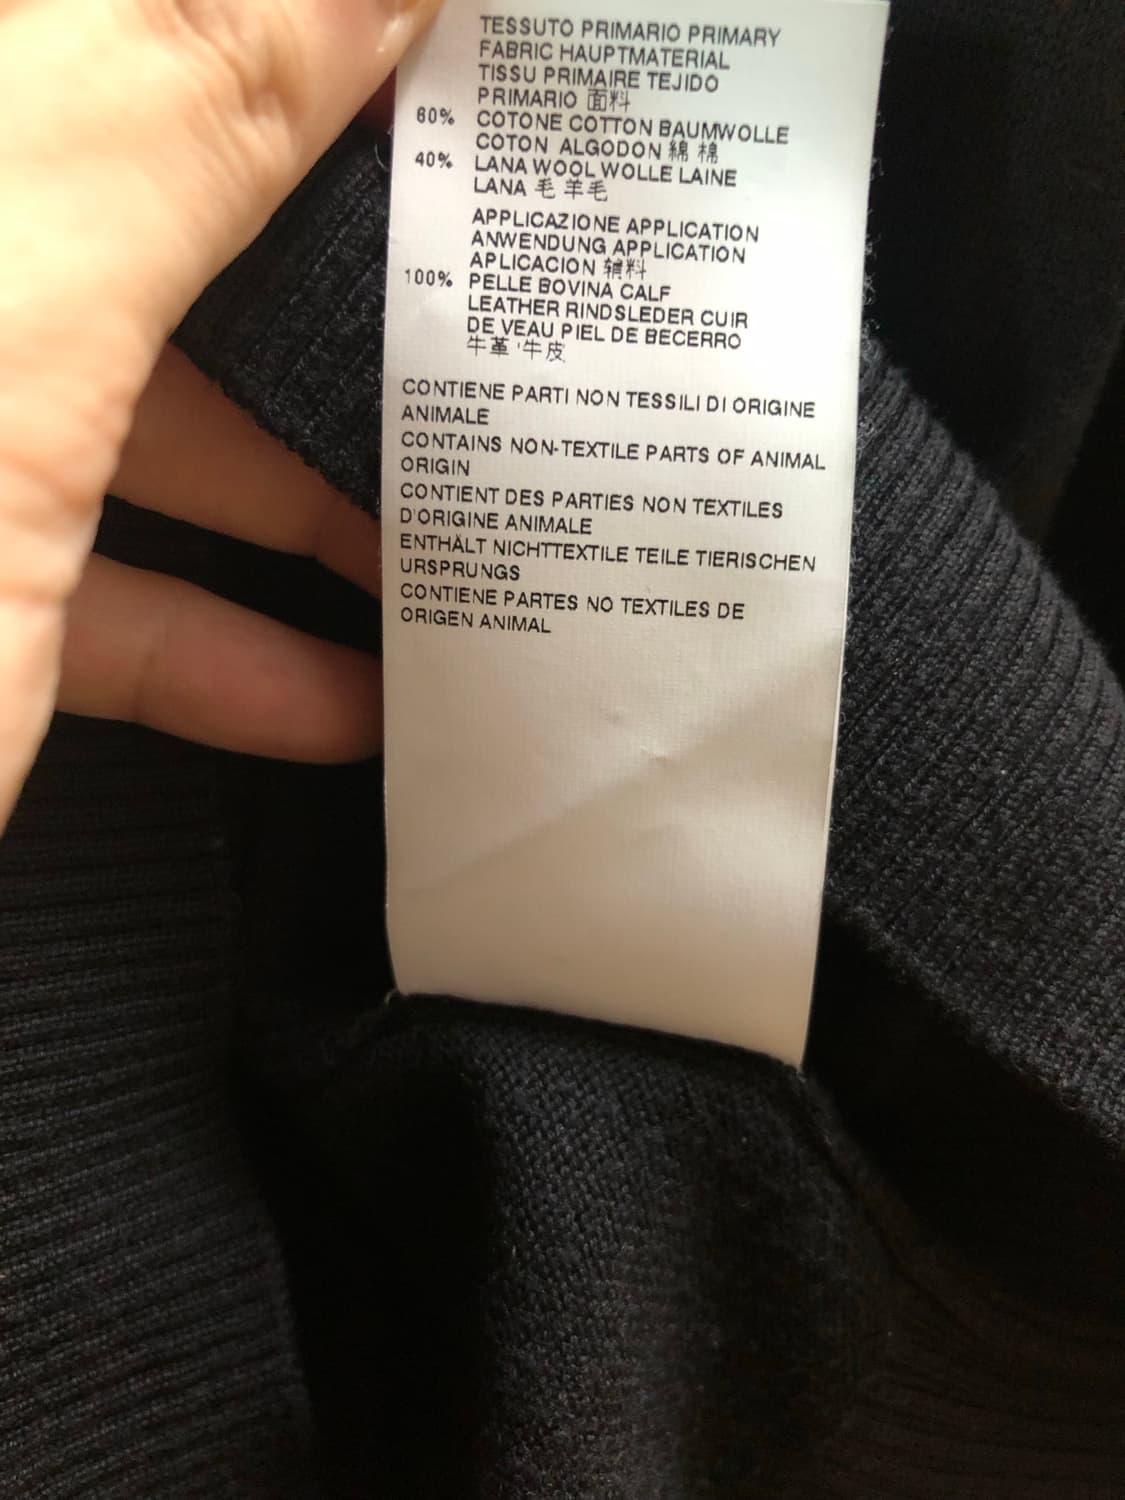 TESSUTO PRIMARIO PRIMARY
FABRIC HAUPTMATERIAL
TISSU PRIMAIRE TEJIDO
PRIMARIO 面料
60% COTONE COTTON BAUMWOLLE
COTON ALGODON 綿 棉
40% LANA WOOL WOLLE LAINE
LANA 毛 羊毛
APPLICAZIONE APPLICATION
ANWENDUNG APPLICATION
APLICACION 辅料
100% PELLE BOVINA CALF
LEATHER RINDSLEDER CUIR
DE VEAU PIEL DE BECERRO
牛革 '牛皮
CONTIENE PARTI NON TESSILI DI ORIGINE
ANIMALE
CONTAINS NON-TEXTILE PARTS OF ANIMAL
ORIGIN
CONTIENT DES PARTIES NON TEXTILES
D'ORIGINE ANIMALE
ENTHÄLT NICHTTEXTILE TEILE TIERISCHEN
URSPRUNGS
CONTIENE PARTES NO TEXTILES DE
ORIGEN ANIMAL